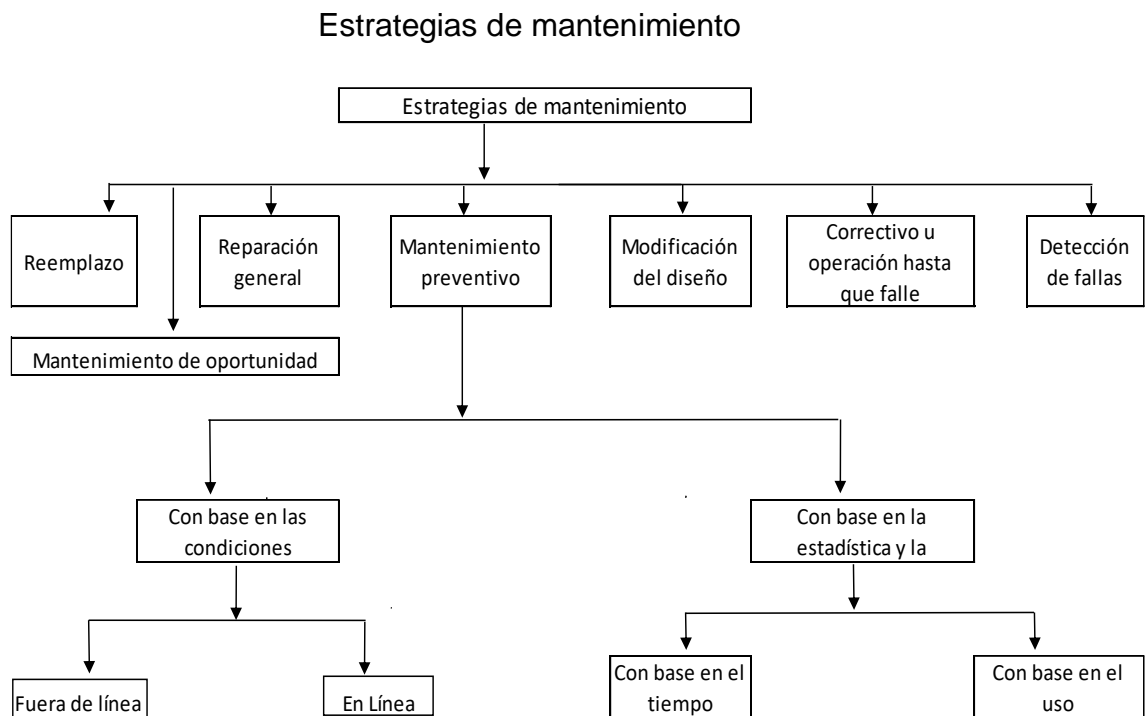 Estrategias de mantenimiento
Estrategias de mantenimiento
Reemplazo
Reparación
general
Mantenimiento
preventivo
Modificación
del diseño
Correctivo u
operación hasta
que falle
Detección
de fallas
Mantenimiento de oportunidad
Con base en las
condiciones
Con base en la
estadística y la
Fuera de línea
En Línea
Con base en el
tiempo
Con base en el
uso